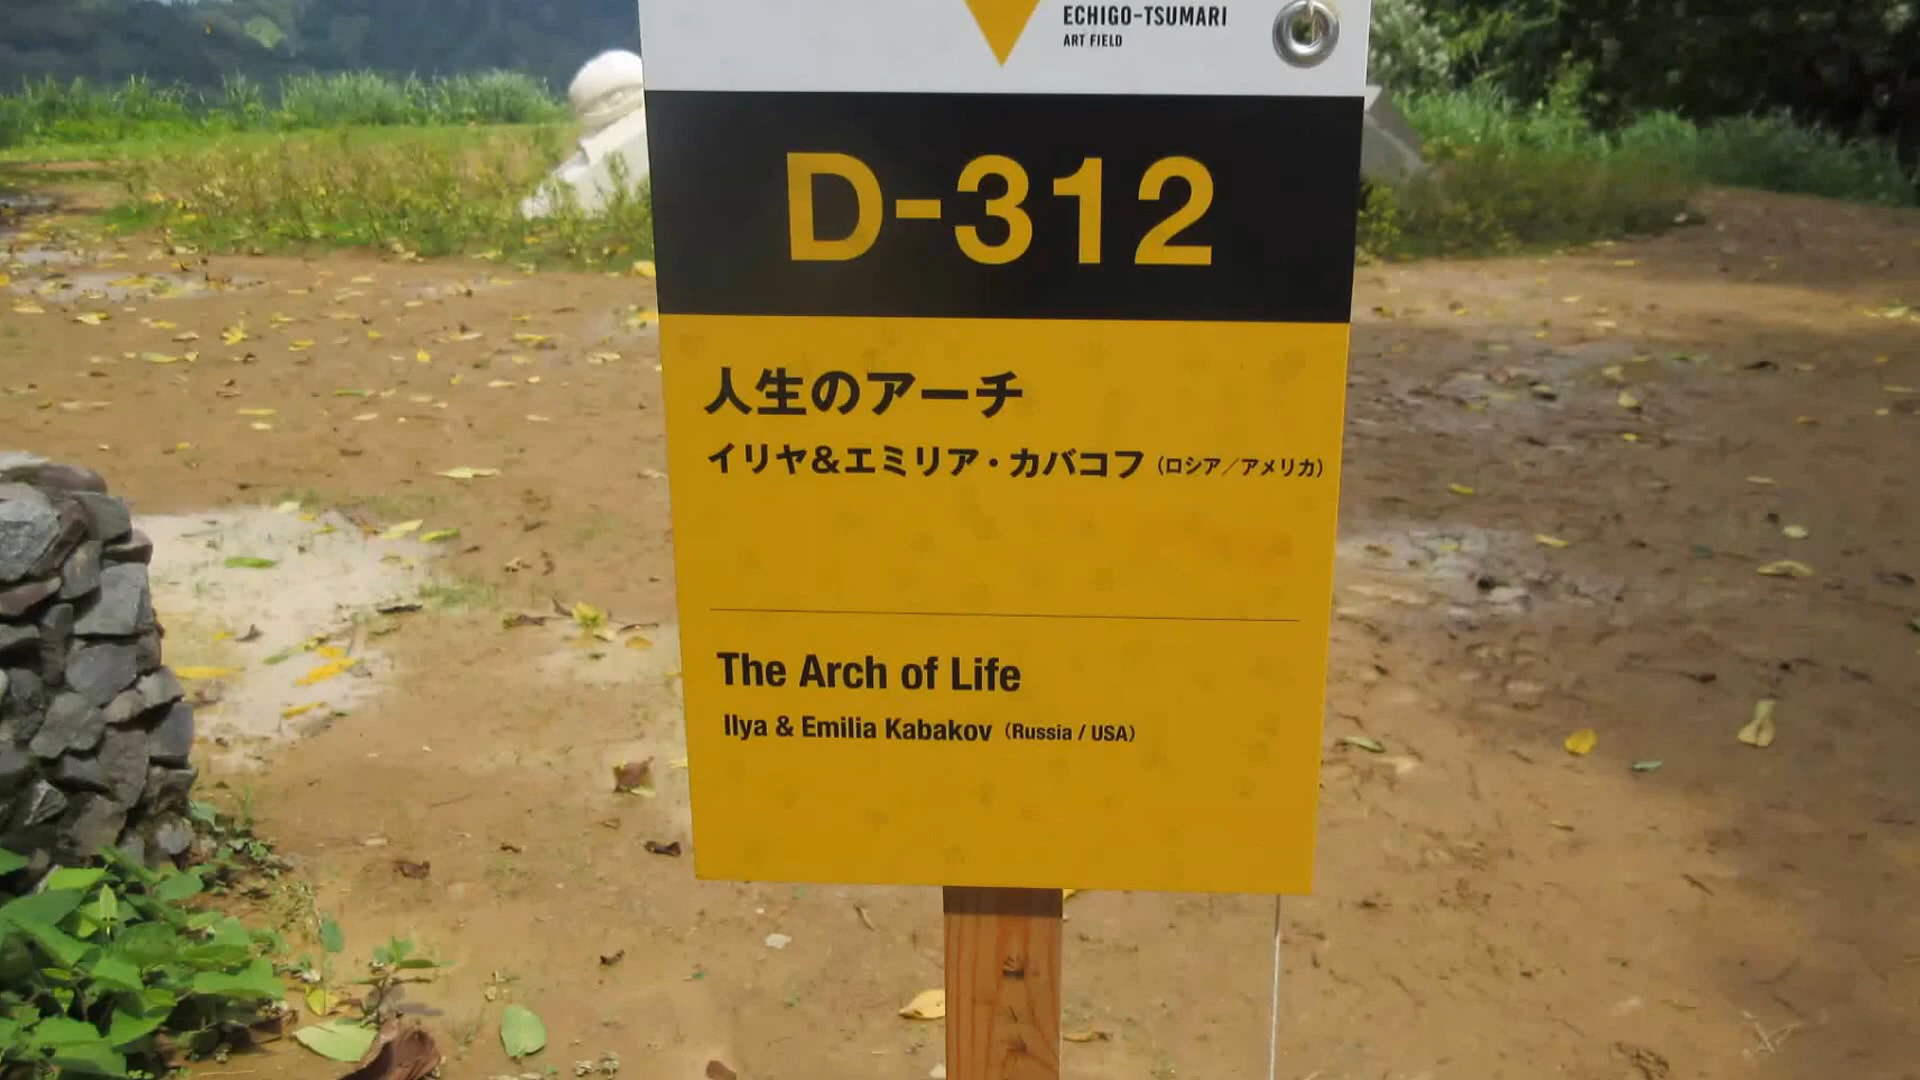 ECHIGO-TSUMARI
ART FIELD
D-312
人生のアーチ
イリヤ&エミリア・カバコフ（ロシア／アメリカ）
The Arch of Life
Ilya & Emilia Kabakov（Russia / USA）